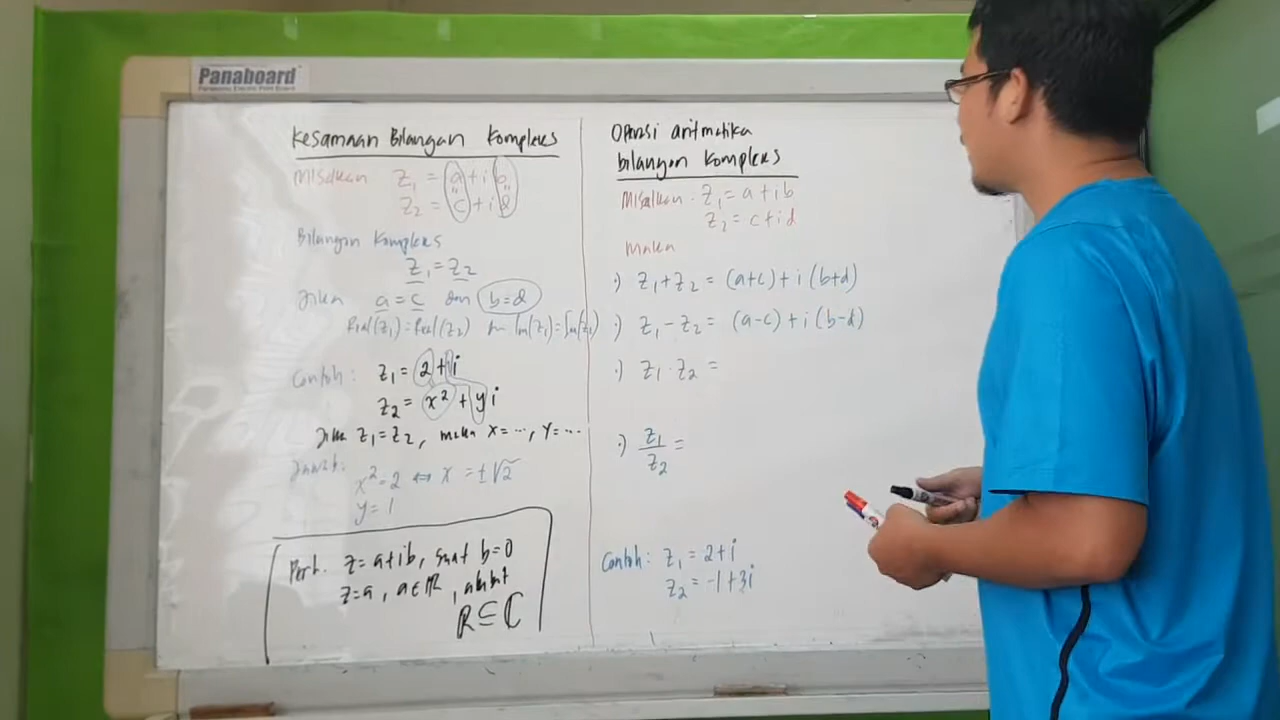 Panaboard
Kesamaan Bilangan Kompleks
Misalkan z₁ = a + i b
z₂ = c + i d
Bilangan Kompleks
z₁ = z₂
Jika a = c dan b = d
Real(z₁) = Real(z₂) dan Im(z₁) = Im(z₂)
Contoh: z₁ = 2 + i
z₂ = x² + y i
Jika z₁ = z₂, maka x = ..., y = ...
Jawab:
x² = 2 ⇔ x = ±√2
y = 1
Perh. z = a + ib, saat b = 0
z = a, a ∈ ℝ, akibat
ℝ ⊆ ℂ
Operasi aritmatika
bilangan kompleks
Misalkan. z₁ = a + i b
z₂ = c + i d
Maka
·) z₁ + z₂ = (a+c) + i (b+d)
·) z₁ - z₂ = (a-c) + i (b-d)
·) z₁ · z₂ =
·) z₁/z₂ =
Contoh: z₁ = 2 + i
z₂ = -1 + 3i